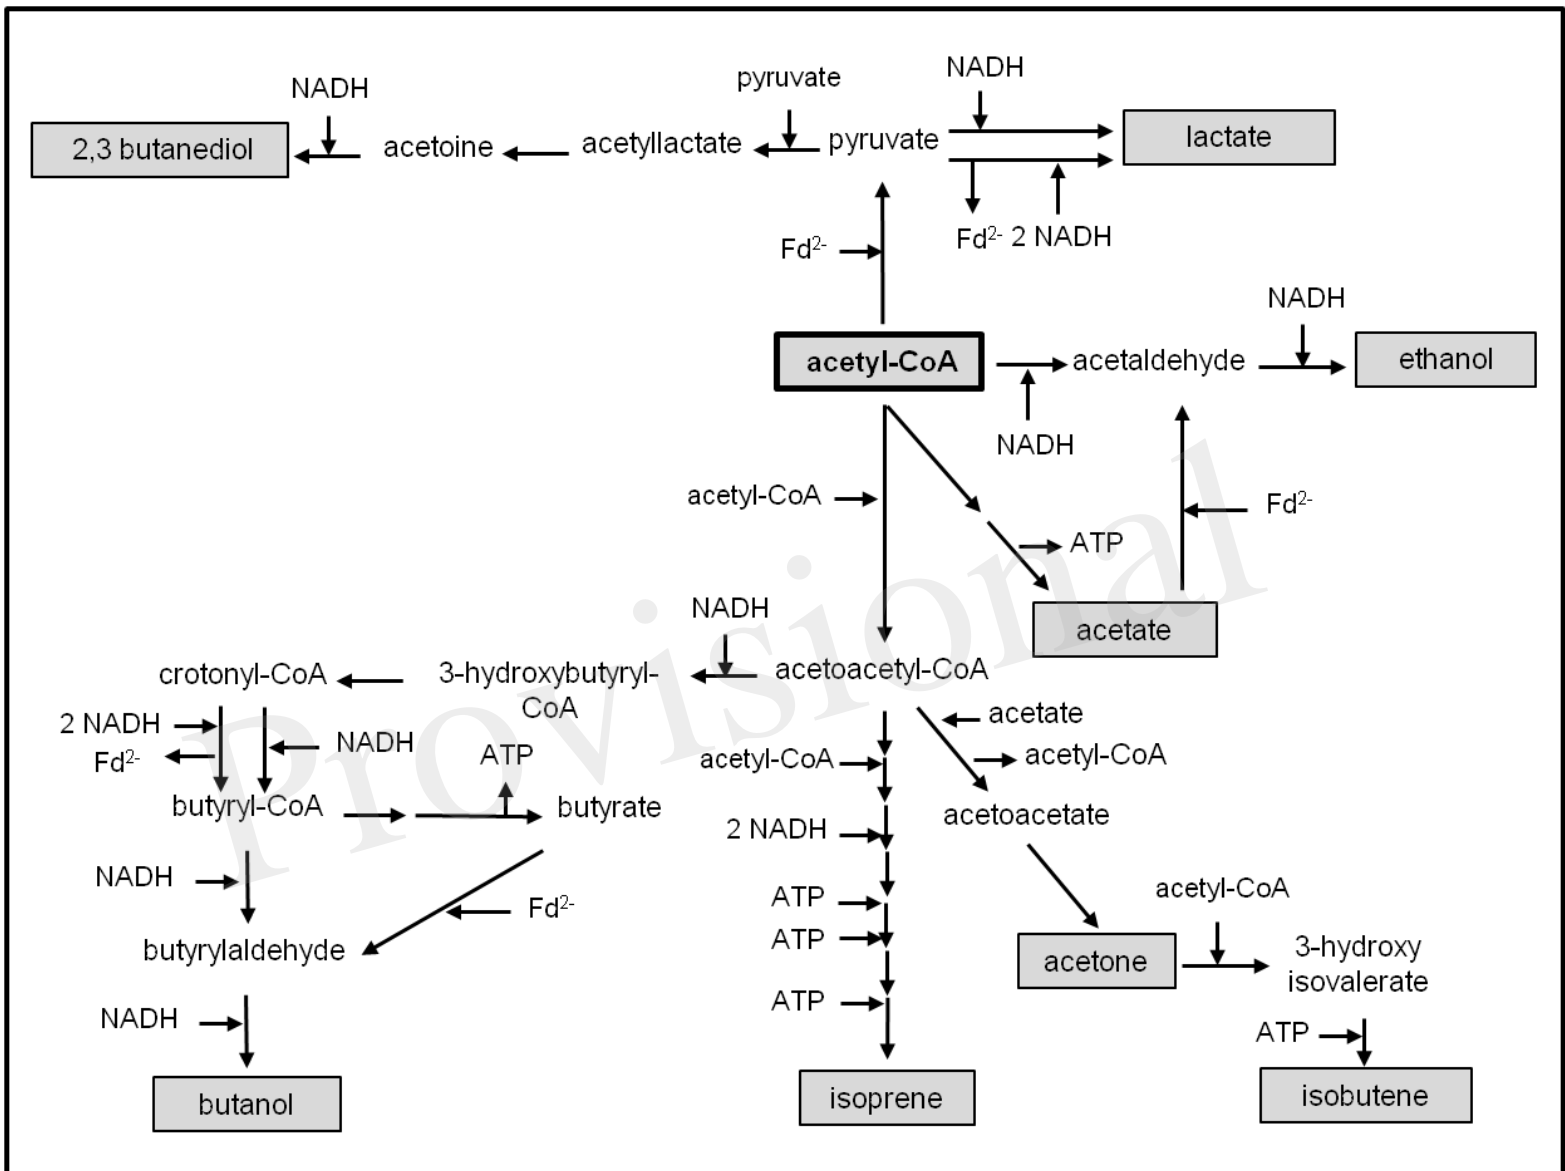 NADH
pyruvate
NADH
2,3 butanediol
acetoine
acetyllactate
pyruvate
lactate
Fd²⁻
Fd²⁻ 2 NADH
NADH
acetyl-CoA
acetaldehyde
ethanol
NADH
acetyl-CoA
Fd²⁻
ATP
NADH
acetate
crotonyl-CoA
3-hydroxybutyryl-
CoA
acetoacetyl-CoA
2 NADH
Fd²⁻
NADH
ATP
acetate
acetyl-CoA
acetyl-CoA
butyryl-CoA
butyrate
2 NADH
acetoacetate
NADH
Fd²⁻
ATP
acetyl-CoA
ATP
butyrylaldehyde
acetone
3-hydroxy
isovalerate
ATP
NADH
ATP
butanol
isoprene
isobutene
Provisional